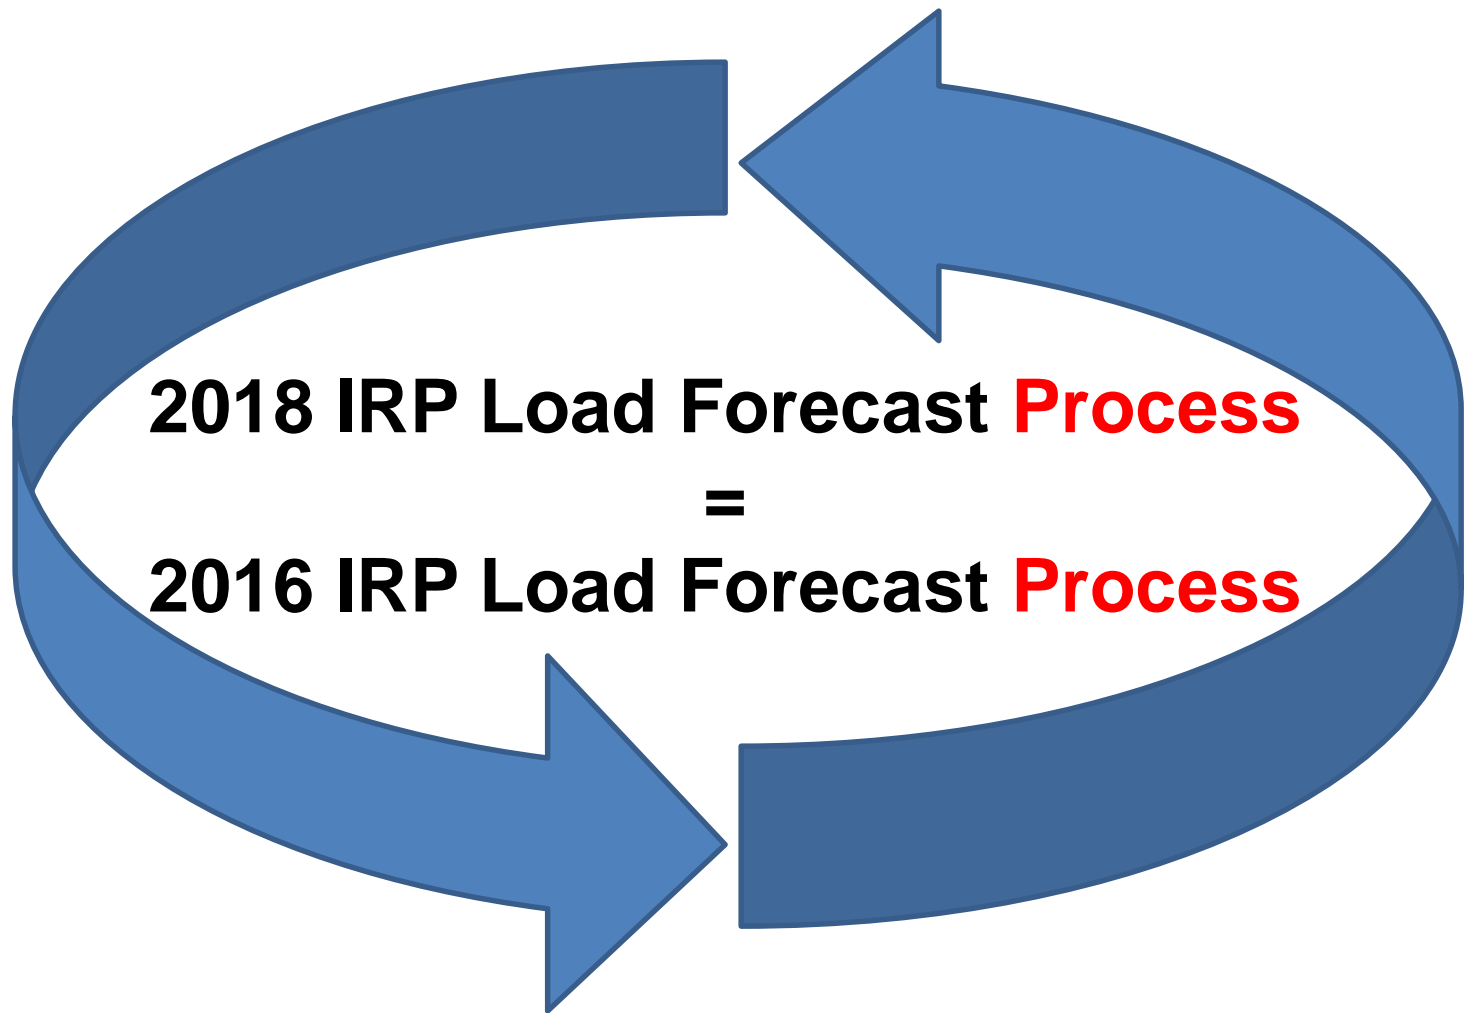 2018 IRP Load Forecast Process
=
2016 IRP Load Forecast Process